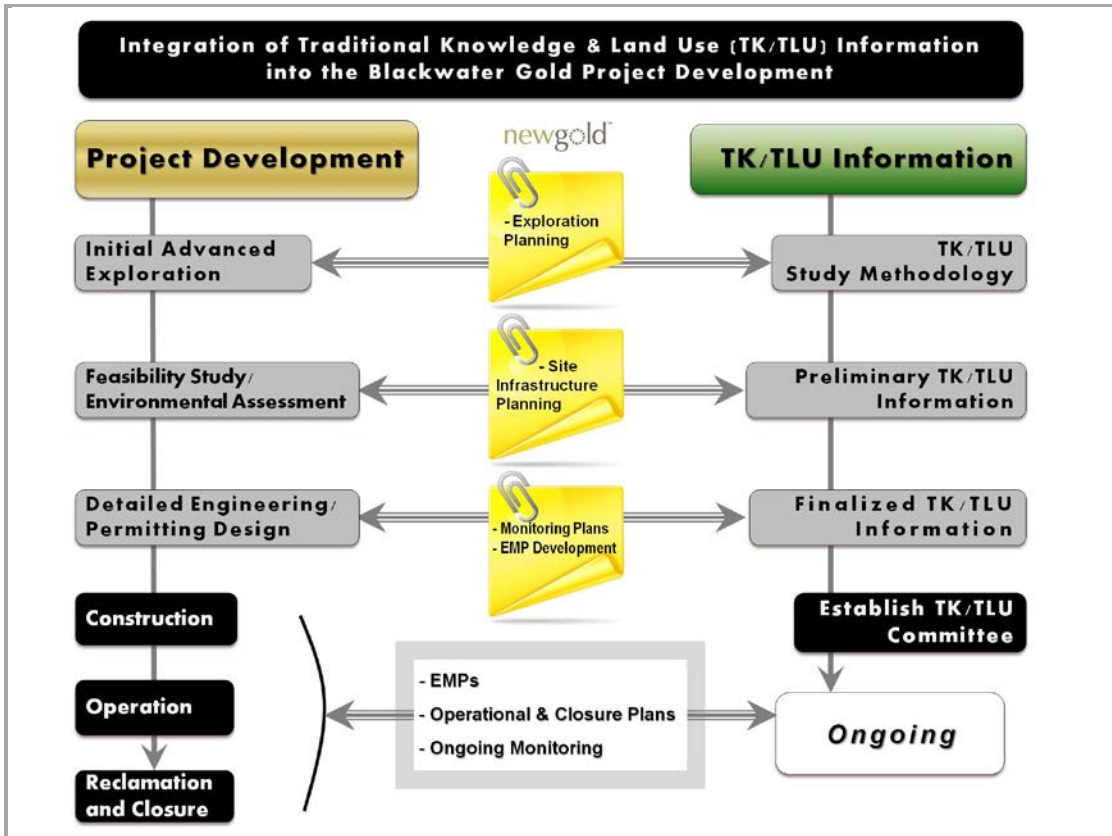 Integration of Traditional Knowledge & Land Use (TK/TLU) Information
into the Blackwater Gold Project Development
newgold™
Project Development
TK/TLU Information
- Exploration
Planning
Initial Advanced
Exploration
TK/TLU
Study Methodology
- Site
Infrastructure
Planning
Feasibility Study/
Environmental Assessment
Preliminary TK/TLU
Information
Detailed Engineering/
Permitting Design
- Monitoring Plans
- EMP Development
Finalized TK/TLU
Information
Construction
Establish TK/TLU
Committee
- EMPs
- Operational & Closure Plans
- Ongoing Monitoring
Operation
Ongoing
Reclamation
and Closure